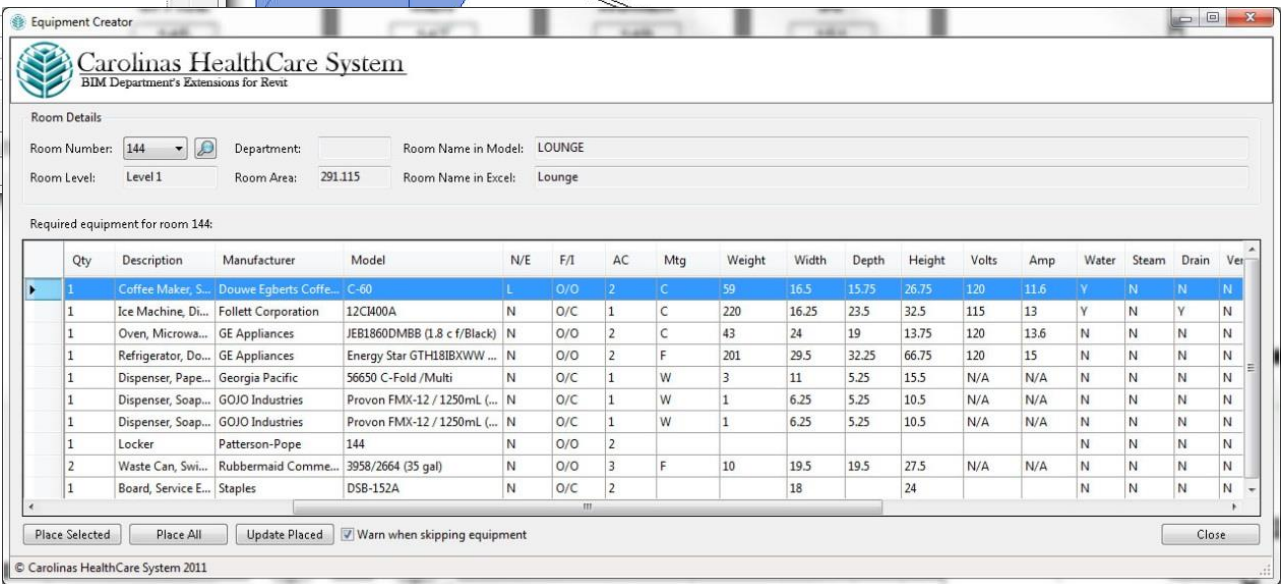 Equipment Creator
Carolinas HealthCare System
BIM Department's Extensions for Revit
Room Details
Room Number: 144 Department: Room Name in Model: LOUNGE
Room Level: Level 1 Room Area: 291.115 Room Name in Excel: Lounge
Required equipment for room 144:
Qty Description Manufacturer Model N/E F/I AC Mtg Weight Width Depth Height Volts Amp Water Steam Drain Ver
1 Coffee Maker, S... Douwe Egberts Coffe... C-60 L O/O 2 C 59 16.5 15.75 26.75 120 11.6 Y N N N
1 Ice Machine, Di... Follett Corporation 12CI400A N O/C 1 C 220 16.25 23.5 32.5 115 13 Y N Y N
1 Oven, Microwa... GE Appliances JEB1860DMBB (1.8 c f/Black) N O/O 2 C 43 24 19 13.75 120 13.6 N N N N
1 Refrigerator, Do... GE Appliances Energy Star GTH18IBXWW ... N O/O 2 F 201 29.5 32.25 66.75 120 15 N N N N
1 Dispenser, Pape... Georgia Pacific 56650 C-Fold /Multi N O/C 1 W 3 11 5.25 15.5 N/A N/A N N N N
1 Dispenser, Soap... GOJO Industries Provon FMX-12 / 1250mL (... N O/C 1 W 1 6.25 5.25 10.5 N/A N/A N N N N
1 Dispenser, Soap... GOJO Industries Provon FMX-12 / 1250mL (... N O/C 1 W 1 6.25 5.25 10.5 N/A N/A N N N N
1 Locker Patterson-Pope 144 N O/O 2 N N N N
2 Waste Can, Swi... Rubbermaid Comme... 3958/2664 (35 gal) N O/O 3 F 10 19.5 19.5 27.5 N/A N/A N N N N
1 Board, Service E... Staples DSB-152A N O/C 2 18 24 N N N N
Place Selected Place All Update Placed Warn when skipping equipment Close
© Carolinas HealthCare System 2011